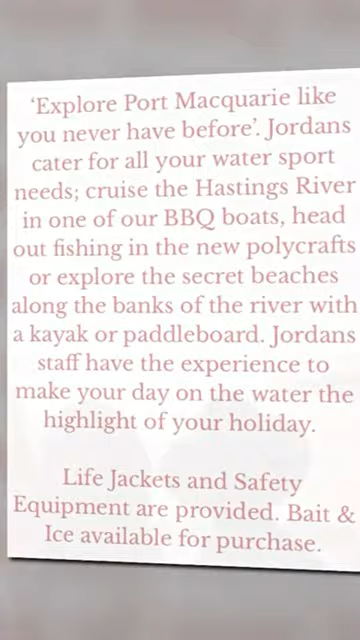 ‘Explore Port Macquarie like
you never have before’. Jordans
cater for all your water sport
needs; cruise the Hastings River
in one of our BBQ boats, head
out fishing in the new polycrafts
or explore the secret beaches
along the banks of the river with
a kayak or paddleboard. Jordans
staff have the experience to
make your day on the water the
highlight of your holiday.
Life Jackets and Safety
Equipment are provided. Bait &
Ice available for purchase.